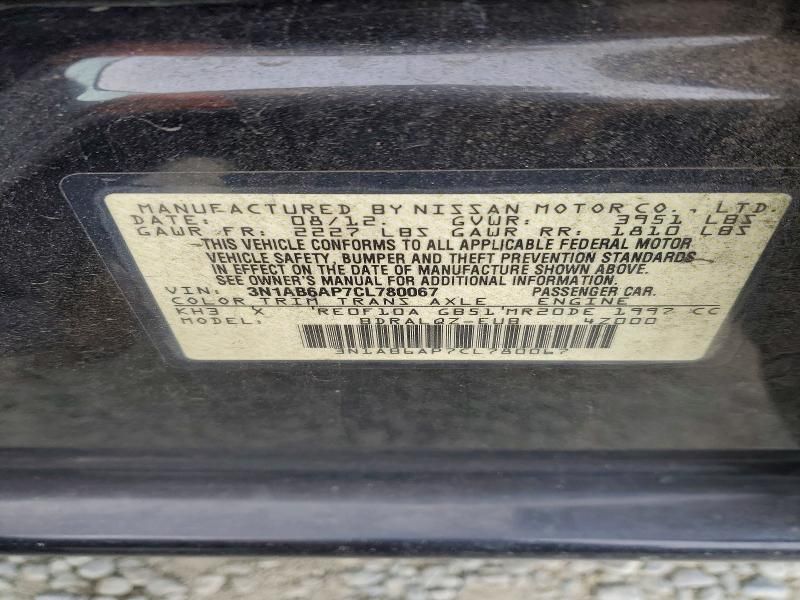 MANUFACTURED BY NISSAN MOTOR CO., LTD.
DATE: 08/12 GVWR: 3951 LBS
GAWR FR: 2227 LBS GAWR RR: 1810 LBS
THIS VEHICLE CONFORMS TO ALL APPLICABLE FEDERAL MOTOR
VEHICLE SAFETY, BUMPER AND THEFT PREVENTION STANDARDS
IN EFFECT ON THE DATE OF MANUFACTURE SHOWN ABOVE.
SEE OWNER'S MANUAL FOR ADDITIONAL INFORMATION.
VIN: 3N1AB6AP7CL780067 PASSENGER CAR.
COLOR TRIM TRANS AXLE ENGINE
KH3 X RE0F10A GB51 MR20DE 1997 CC
MODEL: BDRALQZ-EUB 47000
3N1AB6AP7CL780067